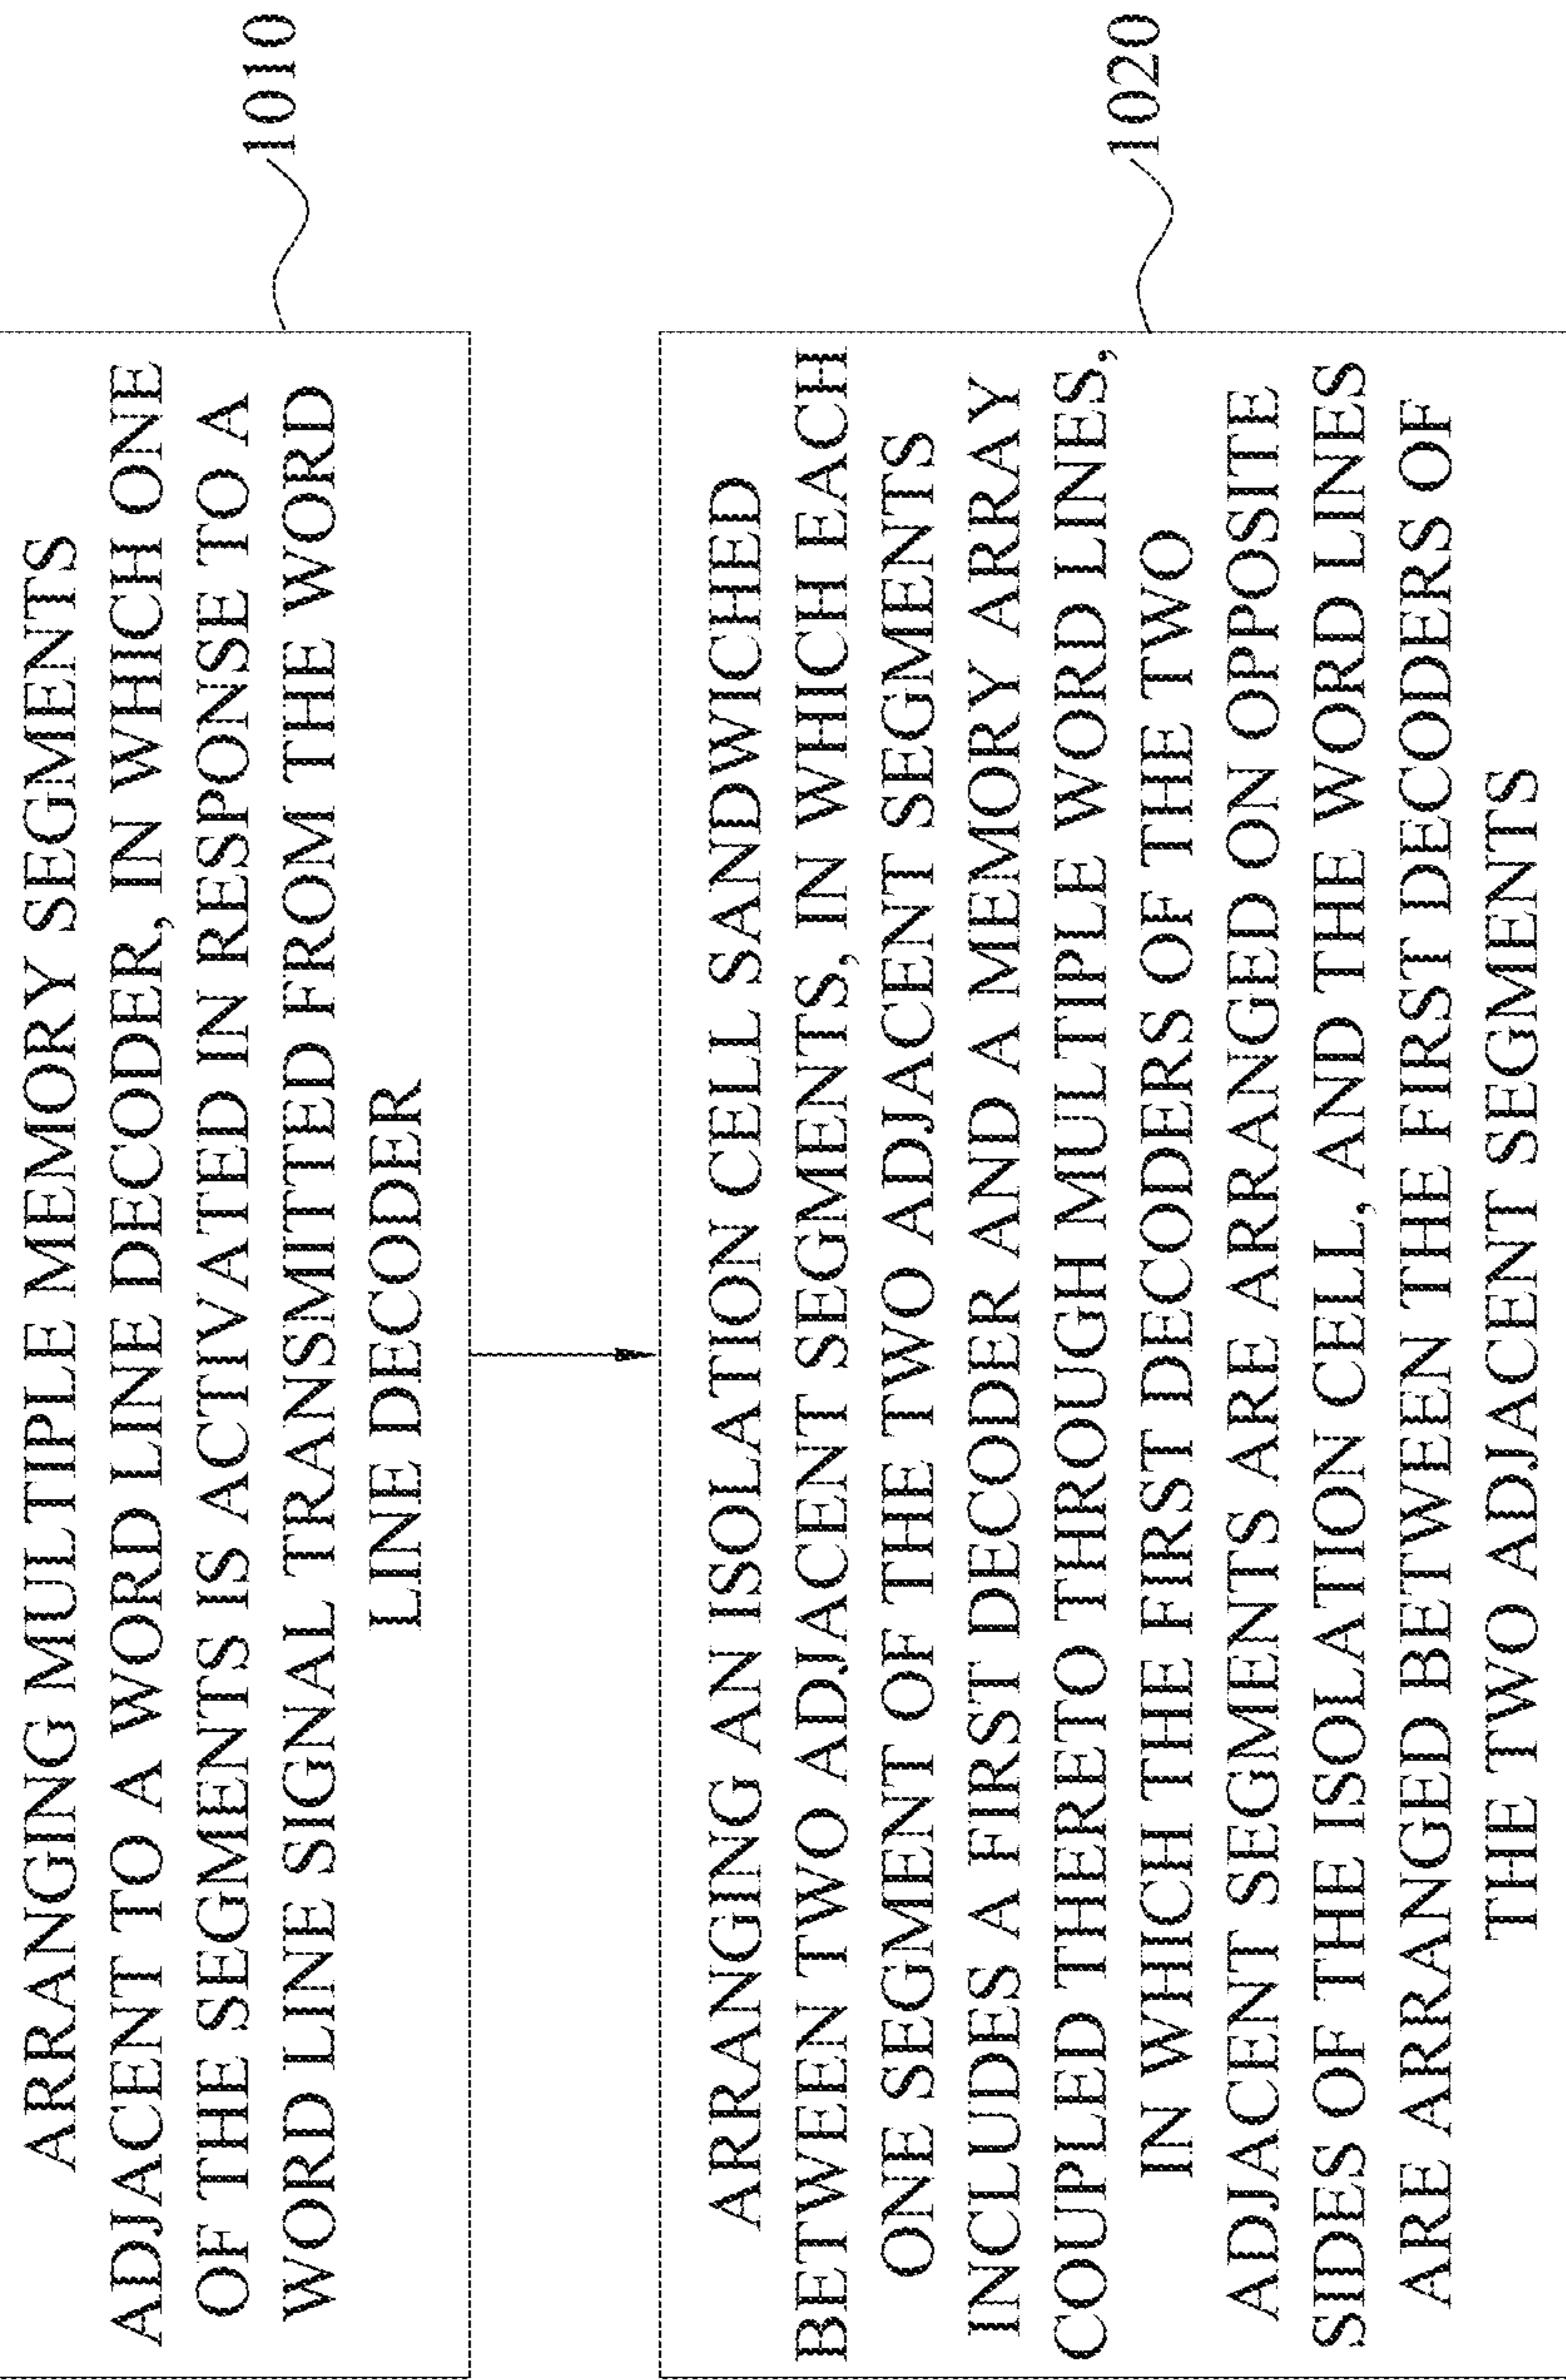 ARRANGING MULTIPLE MEMORY SEGMENTS
ADJACENT TO A WORD LINE DECODER, IN WHICH ONE
OF THE SEGMENTS IS ACTIVATED IN RESPONSE TO A
WORD LINE SIGNAL TRANSMITTED FROM THE WORD
LINE DECODER
1010
ARRANGING AN ISOLATION CELL SANDWICHED
BETWEEN TWO ADJACENT SEGMENTS, IN WHICH EACH
ONE SEGMENT OF THE TWO ADJACENT SEGMENTS
INCLUDES A FIRST DECODER AND A MEMORY ARRAY
COUPLED THERETO THROUGH MULTIPLE WORD LINES,
IN WHICH THE FIRST DECODERS OF THE TWO
ADJACENT SEGMENTS ARE ARRANGED ON OPPOSITE
SIDES OF THE ISOLATION CELL, AND THE WORD LINES
ARE ARRANGED BETWEEN THE FIRST DECODERS OF
THE TWO ADJACENT SEGMENTS
1020